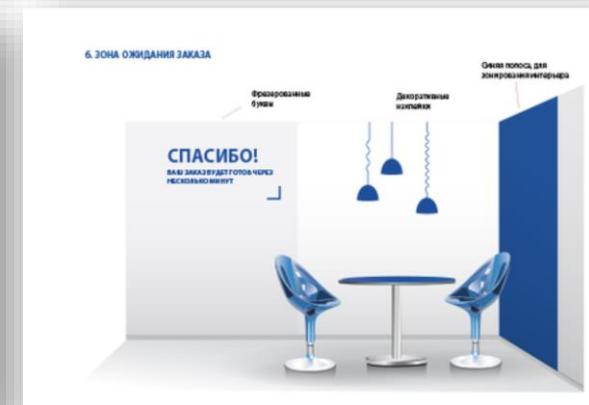 6. ЗОНА ОЖИДАНИЯ ЗАКАЗА
Синяя полоса, для
зонирования интерьера
Фрезерованные
буквы
Декоративные
наклейки
СПАСИБО!
ВАШ ЗАКАЗ БУДЕТ ГОТОВ ЧЕРЕЗ
НЕСКОЛЬКО МИНУТ